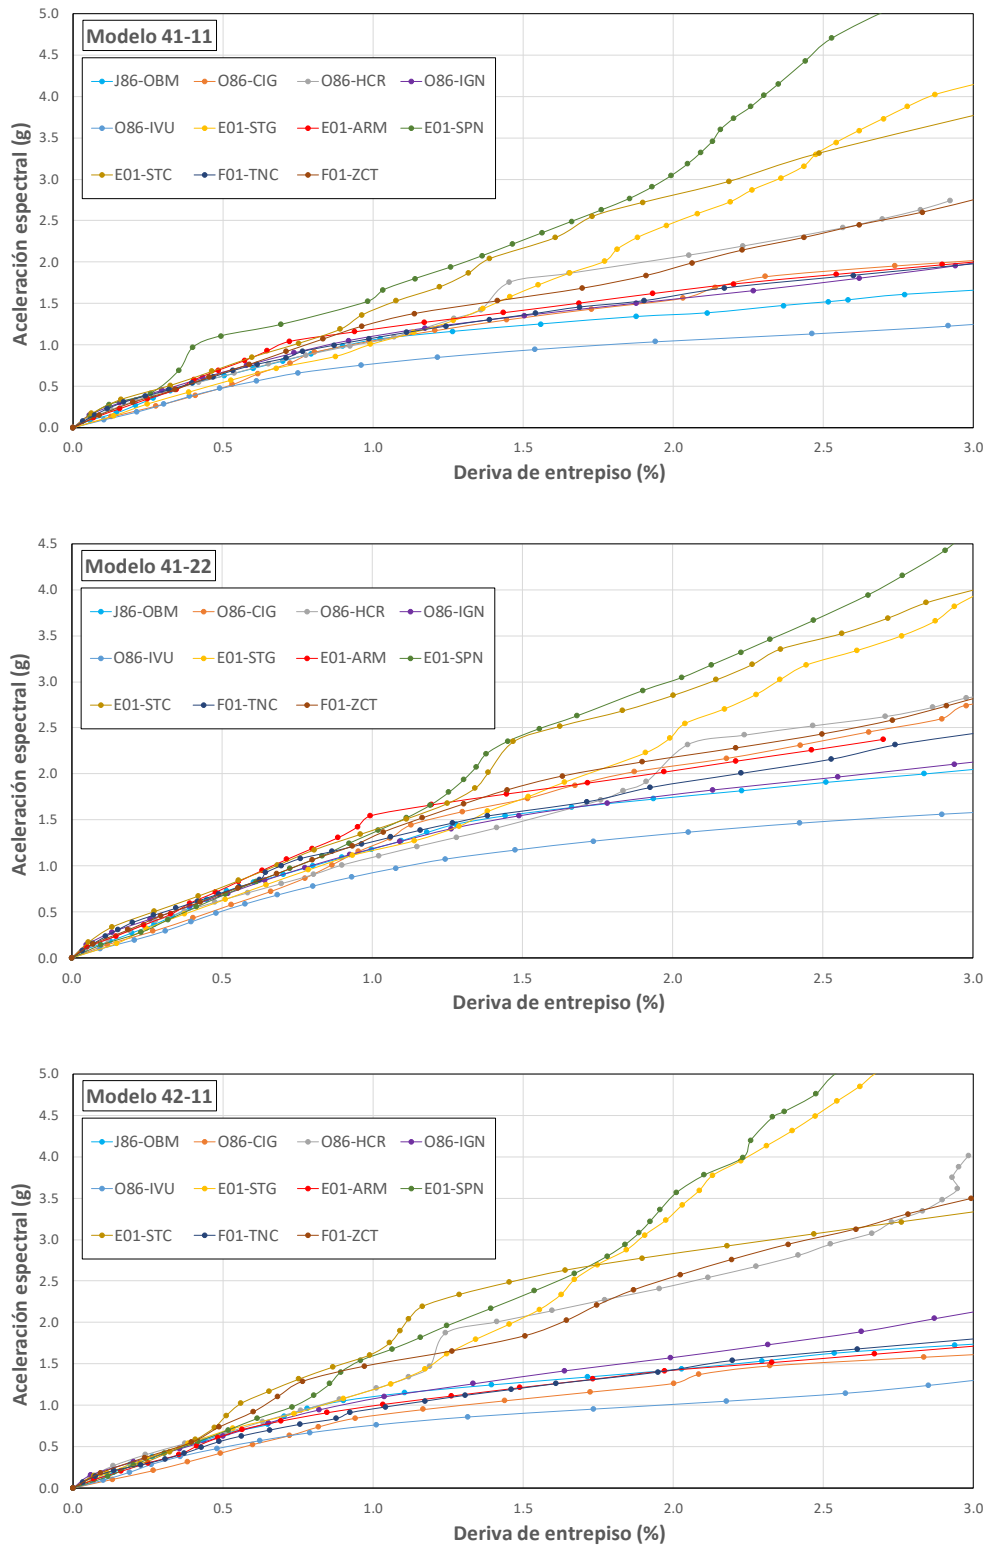 Modelo 41-11
J86-OBM O86-CIG O86-HCR O86-IGN
O86-IVU E01-STG E01-ARM E01-SPN
E01-STC F01-TNC F01-ZCT
Aceleración espectral (g)
5.0
4.5
4.0
3.5
3.0
2.5
2.0
1.5
1.0
0.5
0.0
0.0 0.5 1.0 1.5 2.0 2.5 3.0
Deriva de entrepiso (%)
Modelo 41-22
J86-OBM O86-CIG O86-HCR O86-IGN
O86-IVU E01-STG E01-ARM E01-SPN
E01-STC F01-TNC F01-ZCT
Aceleración espectral (g)
4.5
4.0
3.5
3.0
2.5
2.0
1.5
1.0
0.5
0.0
0.0 0.5 1.0 1.5 2.0 2.5 3.0
Deriva de entrepiso (%)
Modelo 42-11
J86-OBM O86-CIG O86-HCR O86-IGN
O86-IVU E01-STG E01-ARM E01-SPN
E01-STC F01-TNC F01-ZCT
Aceleración espectral (g)
5.0
4.5
4.0
3.5
3.0
2.5
2.0
1.5
1.0
0.5
0.0
0.0 0.5 1.0 1.5 2.0 2.5 3.0
Deriva de entrepiso (%)